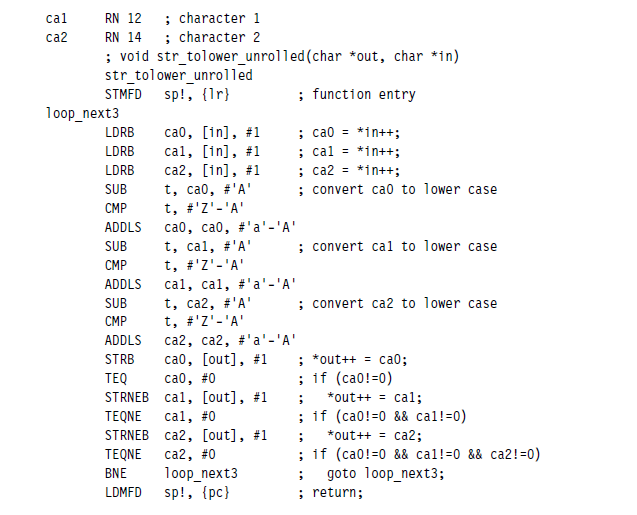 ca1 RN 12 ; character 1
ca2 RN 14 ; character 2
; void str_tolower_unrolled(char *out, char *in)
str_tolower_unrolled
STMFD sp!, {lr} ; function entry
loop_next3
LDRB ca0, [in], #1 ; ca0 = *in++;
LDRB ca1, [in], #1 ; ca1 = *in++;
LDRB ca2, [in], #1 ; ca2 = *in++;
SUB t, ca0, #'A' ; convert ca0 to lower case
CMP t, #'Z'-'A'
ADDLS ca0, ca0, #'a'-'A'
SUB t, ca1, #'A' ; convert ca1 to lower case
CMP t, #'Z'-'A'
ADDLS ca1, ca1, #'a'-'A'
SUB t, ca2, #'A' ; convert ca2 to lower case
CMP t, #'Z'-'A'
ADDLS ca2, ca2, #'a'-'A'
STRB ca0, [out], #1 ; *out++ = ca0;
TEQ ca0, #0 ; if (ca0!=0)
STRNEB ca1, [out], #1 ; *out++ = ca1;
TEQNE ca1, #0 ; if (ca0!=0 && ca1!=0)
STRNEB ca2, [out], #1 ; *out++ = ca2;
TEQNE ca2, #0 ; if (ca0!=0 && ca1!=0 && ca2!=0)
BNE loop_next3 ; goto loop_next3;
LDMFD sp!, {pc} ; return;